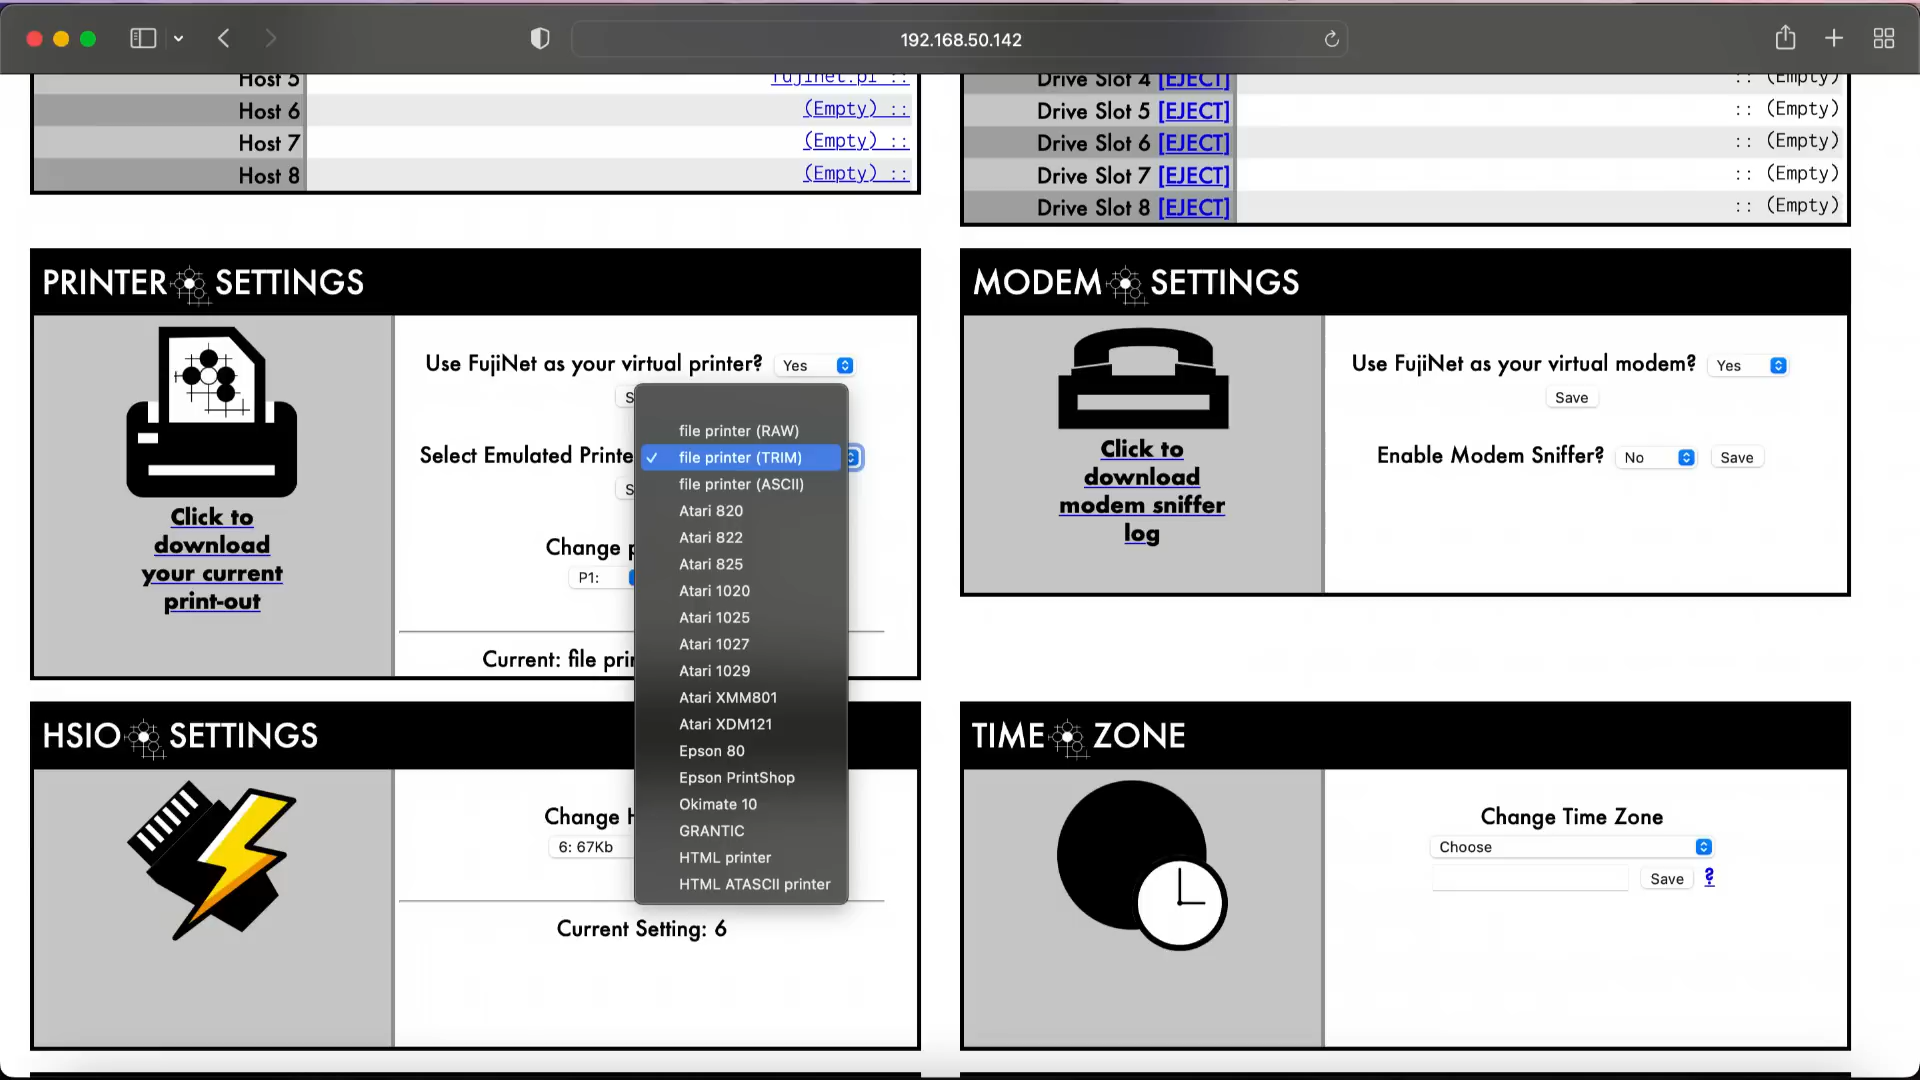 192.168.50.142
Host 5
fujinet.pl ::
Host 6
(Empty) ::
Host 7
(Empty) ::
Host 8
(Empty) ::
Drive Slot 4 [EJECT]
:: (Empty)
Drive Slot 5 [EJECT]
:: (Empty)
Drive Slot 6 [EJECT]
:: (Empty)
Drive Slot 7 [EJECT]
:: (Empty)
Drive Slot 8 [EJECT]
:: (Empty)
PRINTER SETTINGS
Click to
download
your current
print-out
Use FujiNet as your virtual printer? Yes
S
Select Emulated Printe
S
Change p
P1:
Current: file prin
file printer (RAW)
✓ file printer (TRIM)
file printer (ASCII)
Atari 820
Atari 822
Atari 825
Atari 1020
Atari 1025
Atari 1027
Atari 1029
Atari XMM801
Atari XDM121
Epson 80
Epson PrintShop
Okimate 10
GRANTIC
HTML printer
HTML ATASCII printer
MODEM SETTINGS
Click to
download
modem sniffer
log
Use FujiNet as your virtual modem? Yes
Save
Enable Modem Sniffer? No Save
HSIO SETTINGS
Change H
6: 67Kb
Current Setting: 6
TIME ZONE
Change Time Zone
Choose
Save ?